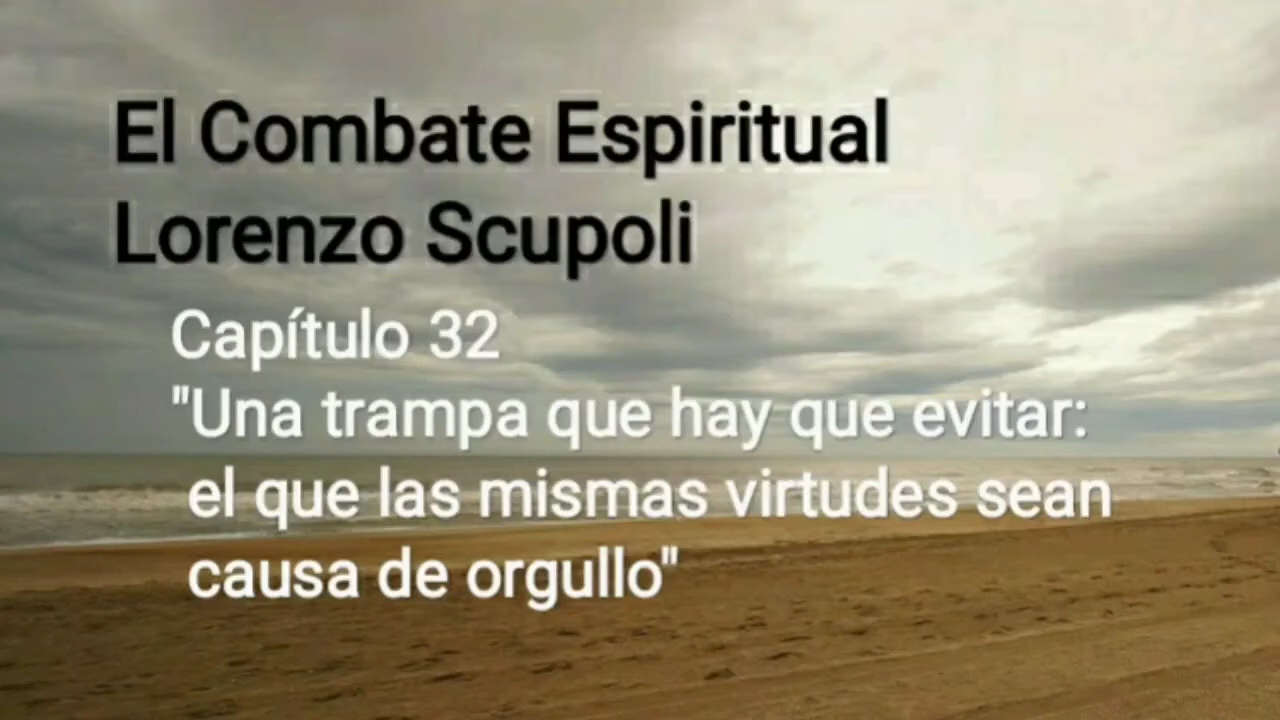 El Combate Espiritual
Lorenzo Scupoli
Capítulo 32
"Una trampa que hay que evitar:
el que las mismas virtudes sean
causa de orgullo"